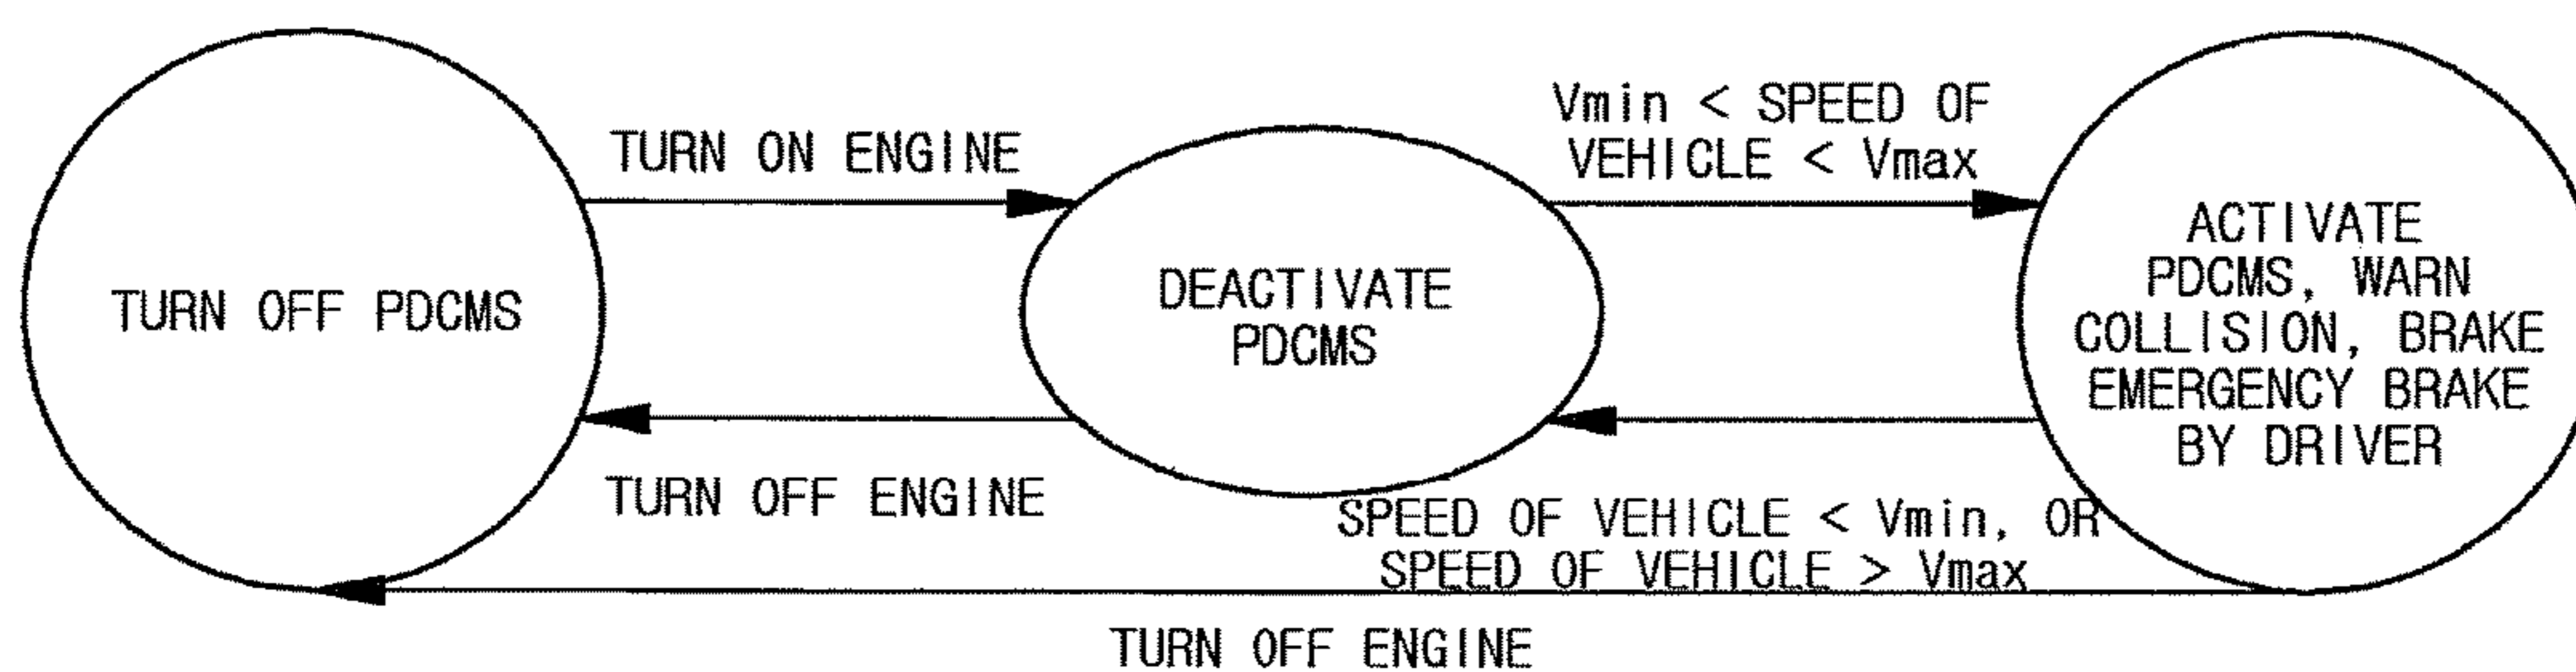 TURN OFF PDCMS
TURN ON ENGINE
TURN OFF ENGINE
DEACTIVATE
PDCMS
Vmin < SPEED OF
VEHICLE < Vmax
SPEED OF VEHICLE < Vmin, OR
SPEED OF VEHICLE > Vmax
ACTIVATE
PDCMS, WARN
COLLISION, BRAKE
EMERGENCY BRAKE
BY DRIVER
TURN OFF ENGINE